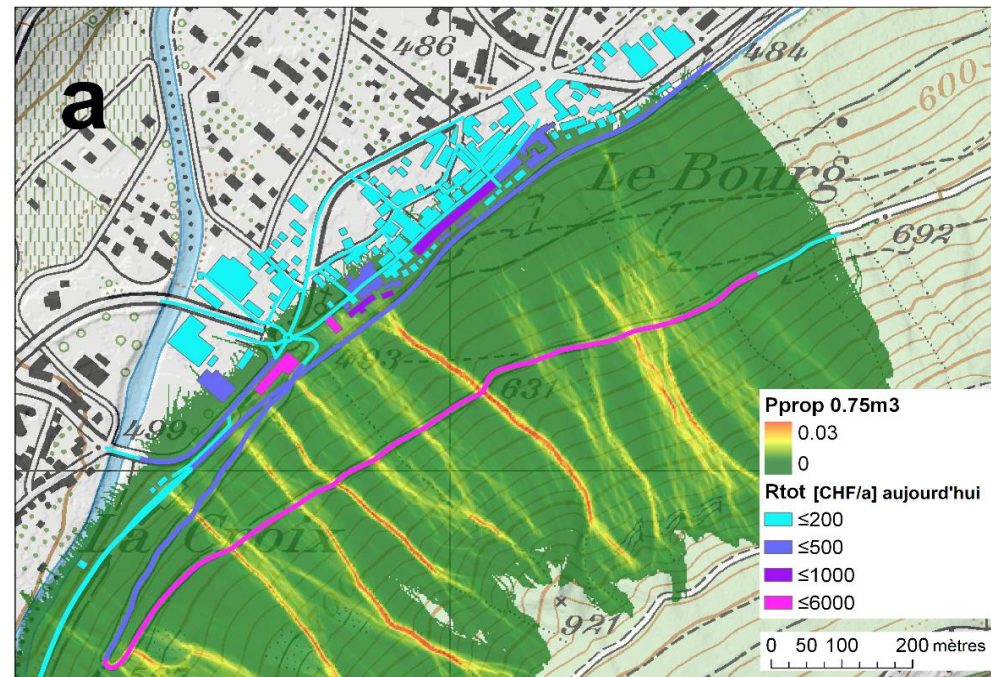 a
486
484
600
Le Bourg
692
493
631
499
La Croix
921
Pprop 0.75m3
0.03
0
Rtot [CHF/a] aujourd'hui
≤200
≤500
≤1000
≤6000
0 50 100 200 mètres